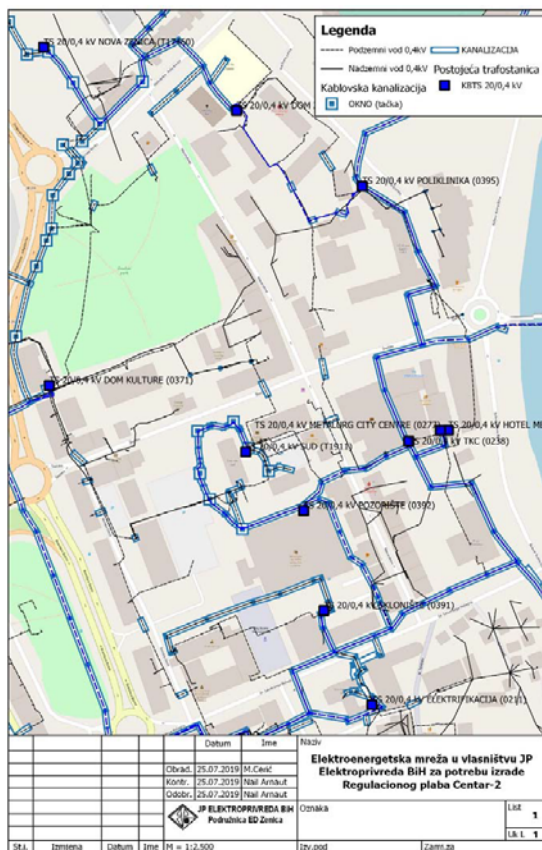 Legenda
Podzemni vod 0,4kV
KANALIZACIJA
Nadzemni vod 0,4kV
Postojeća trafostanica
Kablovska kanalizacija
KBTS 20/0,4 kV
OKNO (tačka)
TS 20/0,4 kV NOVA ZENICA
TS 20/0,4 kV DOM
TS 20/0,4 kV POLIKLINIKA (0395)
TS 20/0,4 kV DOM KULTURE (0371)
TS 20/0,4 kV METALURG CITY CENTRE
TS 20/0,4 kV HOTEL
TS 20/0,4 kV TKC (0238)
20/0,4 kV SUD (T1911)
TS 20/0,4 kV POZORIŠTE (0392)
20/0,4 kV SKLONIŠTE (0391)
TS 20/0,4 kV ELEKTRIFIKACIJA (0211)
Datum Ime
Naziv
Elektroenergetska mreža u vlasništvu JP
Elektroprivreda BiH za potrebu izrade
Regulacionog plaba Centar-2
Obrad. 25.07.2019 M.Cerić
Kontr. 25.07.2019 Nail Arnaut
Odobr. 25.07.2019 Nail Arnaut
JP ELEKTROPRIVREDA BiH
Podružnica ED Zenica
Oznaka
List
1
Uk.l. 1
St.i. Izmjena Datum Ime M = 1:2.500 Izv.pod Zamj.za